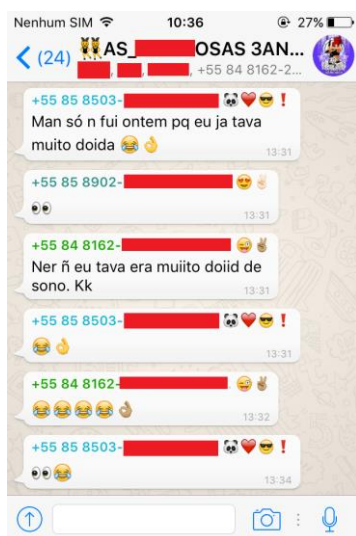 Nenhum SIM 10:36 27%
(24) 👯AS_ OSAS 3AN...
, , , +55 84 8162-2...
+55 85 8503- 🐼❤️😎❗
Man só n fui ontem pq eu ja tava
muito doida 😂👌
13:31
+55 85 8902- 😍✌
👀
13:31
+55 84 8162- 😜✌
Ner ñ eu tava era muiito doiid de
sono. Kk
13:31
+55 85 8503- 🐼❤️😎❗
😂👌
13:31
+55 84 8162- 😜✌
😂😂😂😂👌
13:32
+55 85 8503- 🐼❤️😎❗
👀😂
13:34